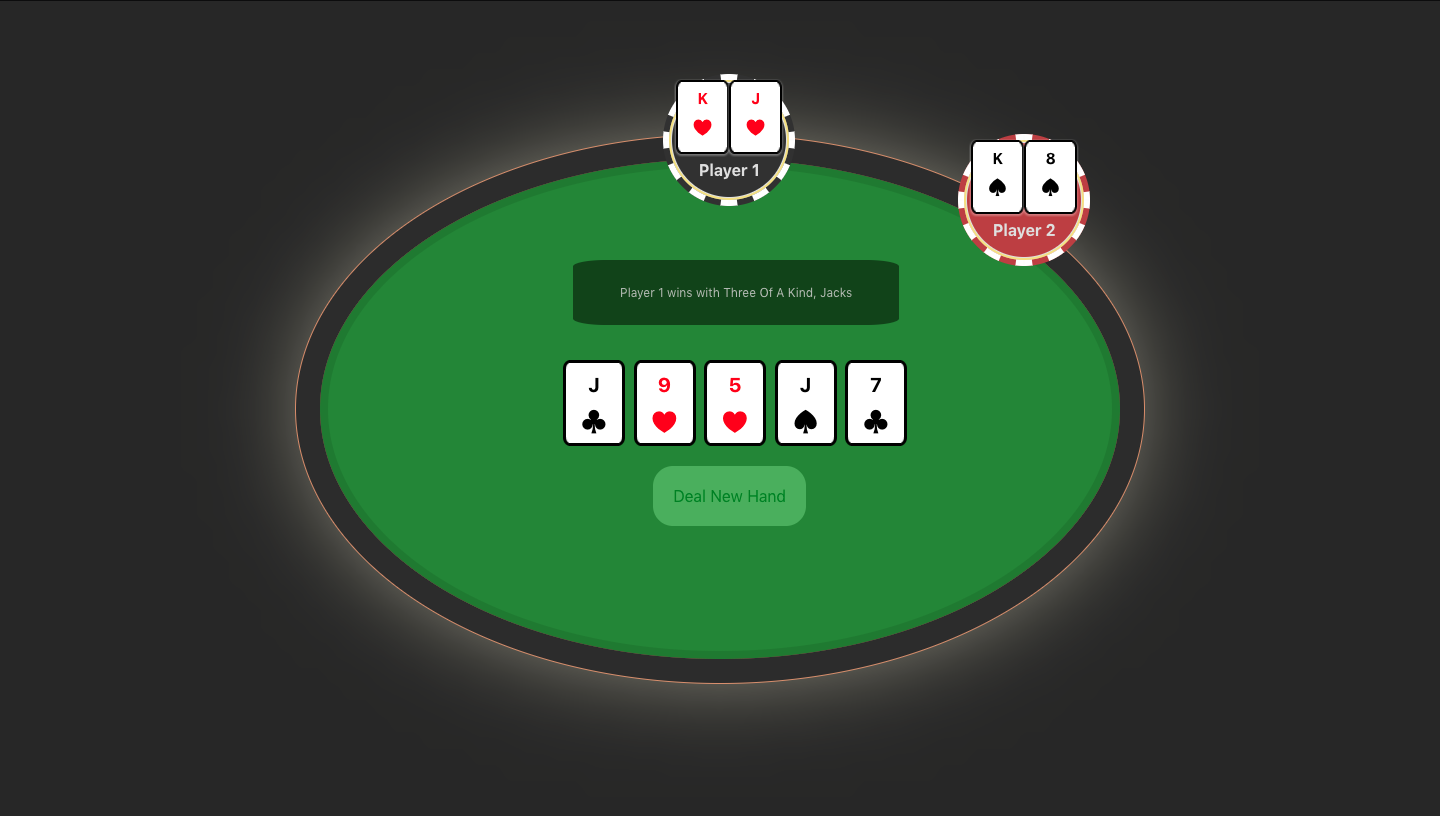 K J
Player 1
K 8
Player 2
Player 1 wins with Three Of A Kind, Jacks
J 9 5 J 7
Deal New Hand